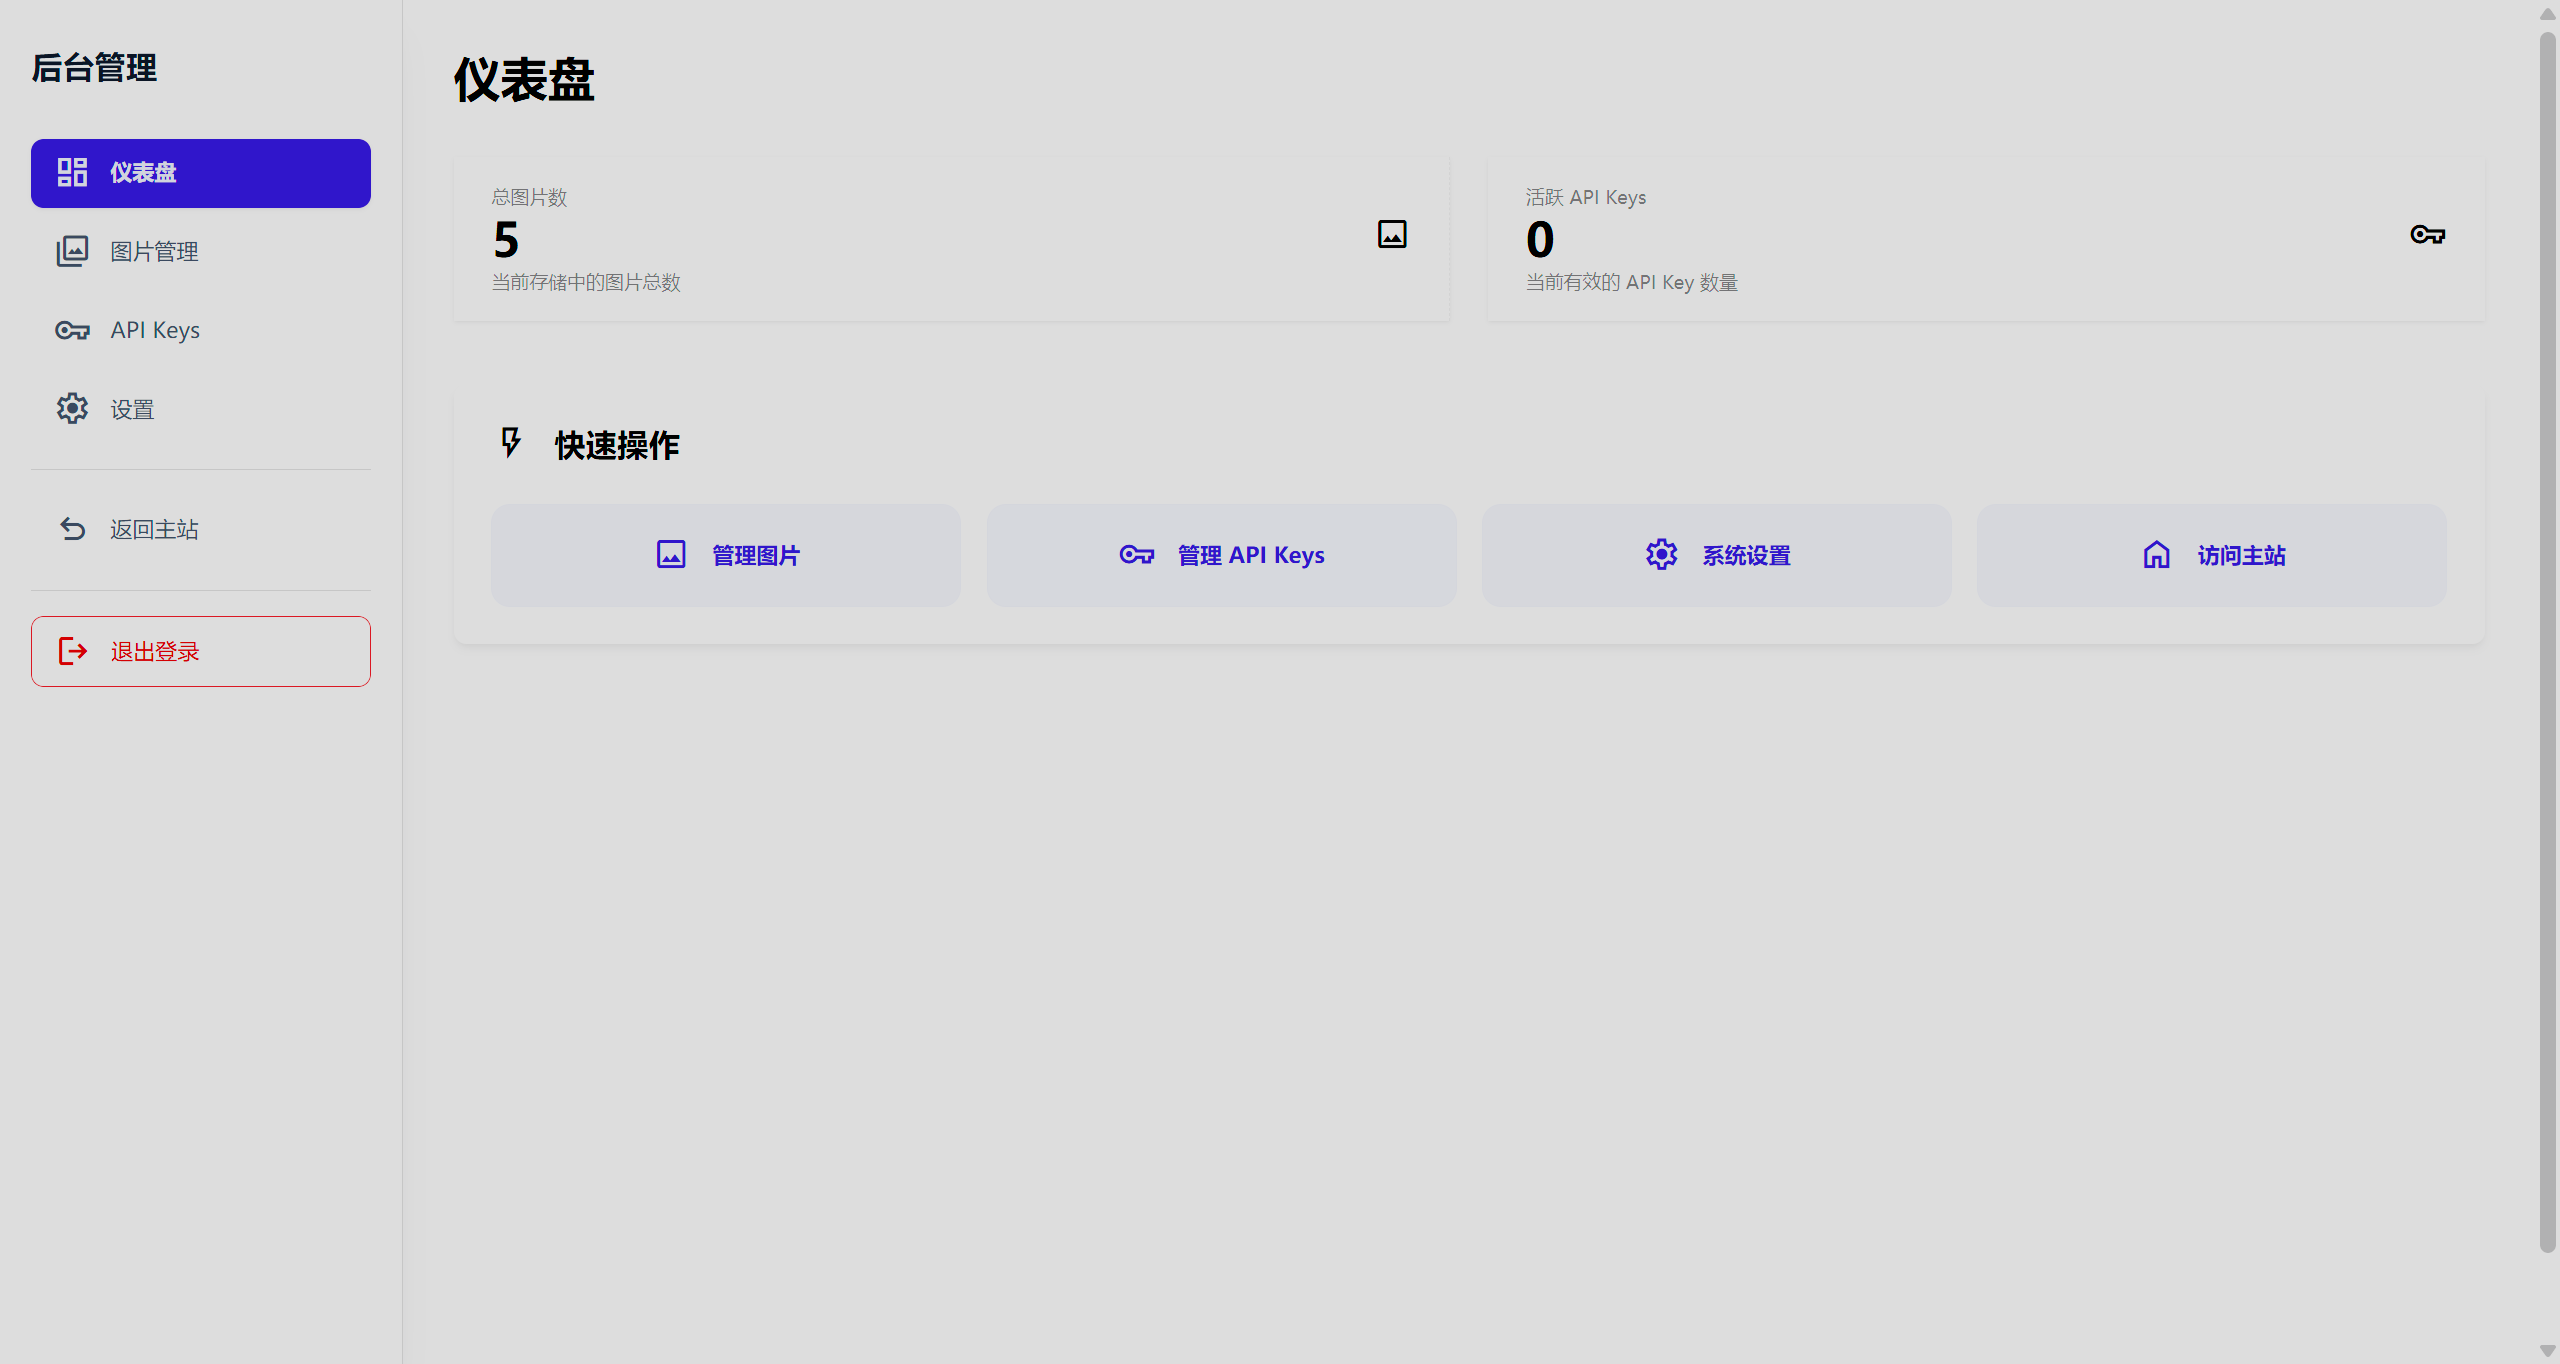 后台管理
仪表盘
图片管理
API Keys
设置
返回主站
退出登录
仪表盘
总图片数
5
当前存储中的图片总数
活跃 API Keys
0
当前有效的 API Key 数量
快速操作
管理图片
管理 API Keys
系统设置
访问主站